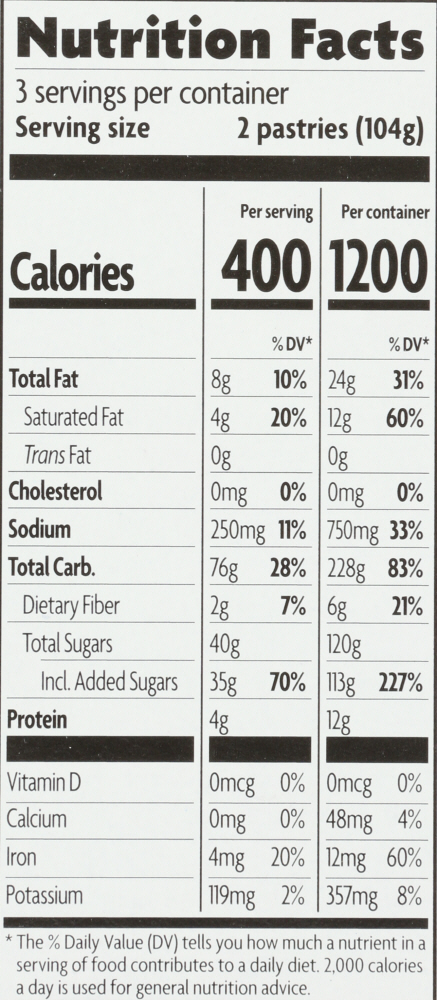 Nutrition Facts
3 servings per container
Serving size 2 pastries (104g)
Per serving Per container
Calories 400 1200
% DV* % DV*
Total Fat 8g 10% 24g 31%
Saturated Fat 4g 20% 12g 60%
Trans Fat 0g 0g
Cholesterol 0mg 0% 0mg 0%
Sodium 250mg 11% 750mg 33%
Total Carb. 76g 28% 228g 83%
Dietary Fiber 2g 7% 6g 21%
Total Sugars 40g 120g
Incl. Added Sugars 35g 70% 113g 227%
Protein 4g 12g
Vitamin D 0mcg 0% 0mcg 0%
Calcium 0mg 0% 48mg 4%
Iron 4mg 20% 12mg 60%
Potassium 119mg 2% 357mg 8%
* The % Daily Value (DV) tells you how much a nutrient in a
serving of food contributes to a daily diet. 2,000 calories
a day is used for general nutrition advice.